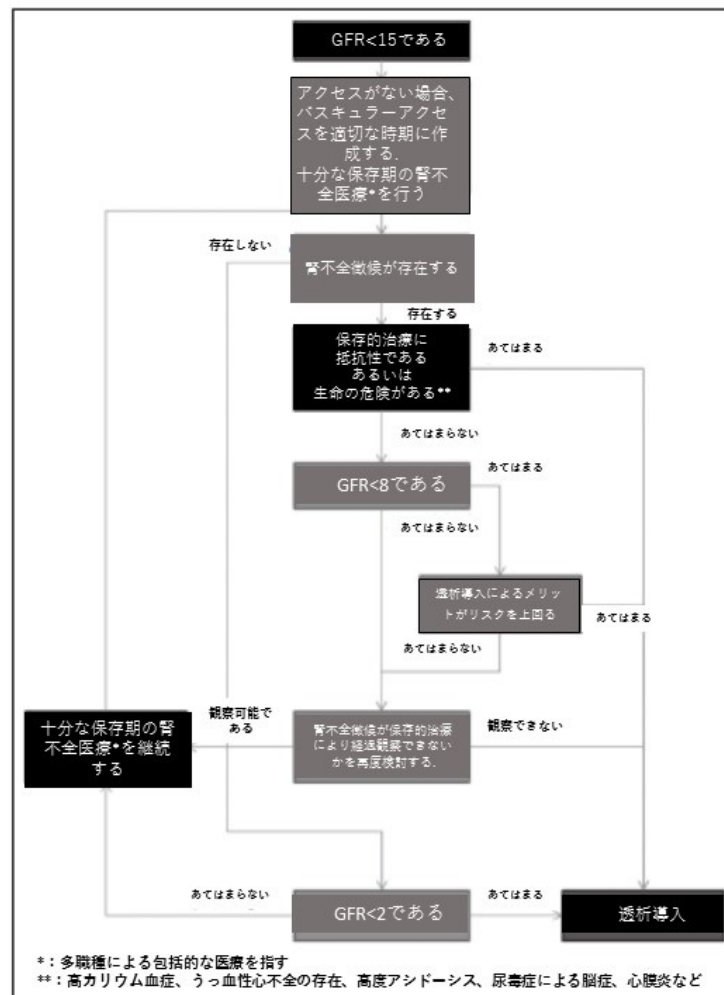 GFR<15である
アクセスがない場合、
バスキュラーアクセ
スを適切な時期に作
成する.
十分な保存期の腎不
全医療*を行う
存在しない
腎不全徴候が存在する
存在する
保存的治療に
抵抗性である
あるいは
生命の危険がある**
あてはまる
あてはまらない
GFR<8である
あてはまる
あてはまらない
透析導入によるメリッ
トがリスクを上回る
あてはまる
あてはまらない
十分な保存期の腎
不全医療*を継続
する
観察可能で
ある
腎不全徴候が保存的治療
により経過観察できない
かを再度検討する.
観察できない
あてはまらない
GFR<2である
あてはまる
透析導入
*：多職種による包括的な医療を指す
**：高カリウム血症、うっ血性心不全の存在、高度アシドーシス、尿毒症による脳症、心膜炎など